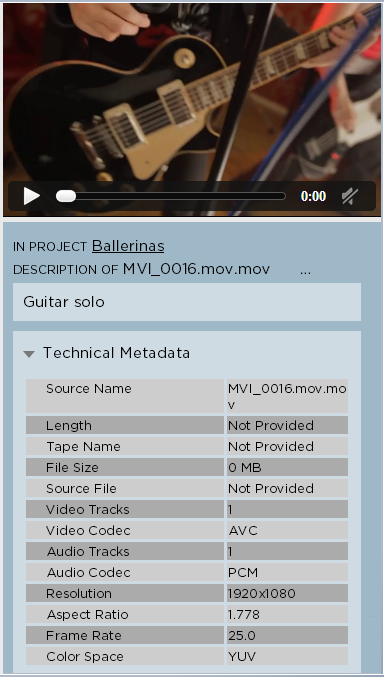 0:00
IN PROJECT Ballerinas
DESCRIPTION OF MVI_0016.mov.mov ...
Guitar solo
Technical Metadata
Source Name MVI_0016.mov.mo
v
Length Not Provided
Tape Name Not Provided
File Size 0 MB
Source File Not Provided
Video Tracks 1
Video Codec AVC
Audio Tracks 1
Audio Codec PCM
Resolution 1920x1080
Aspect Ratio 1.778
Frame Rate 25.0
Color Space YUV